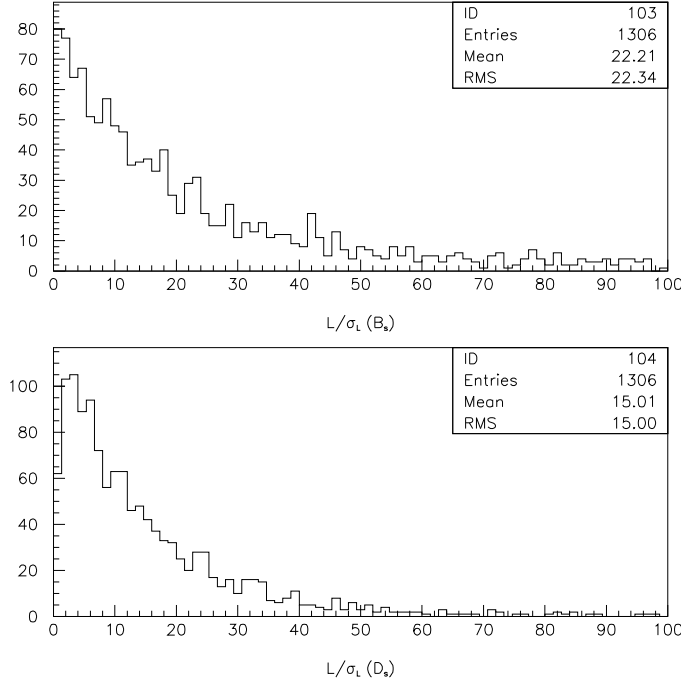 ID 103
Entries 1306
Mean 22.21
RMS 22.34
80
70
60
50
40
30
20
10
0
0 10 20 30 40 50 60 70 80 90 100
L/σL (Bs)
ID 104
Entries 1306
Mean 15.01
RMS 15.00
100
80
60
40
20
0
0 10 20 30 40 50 60 70 80 90 100
L/σL (Ds)